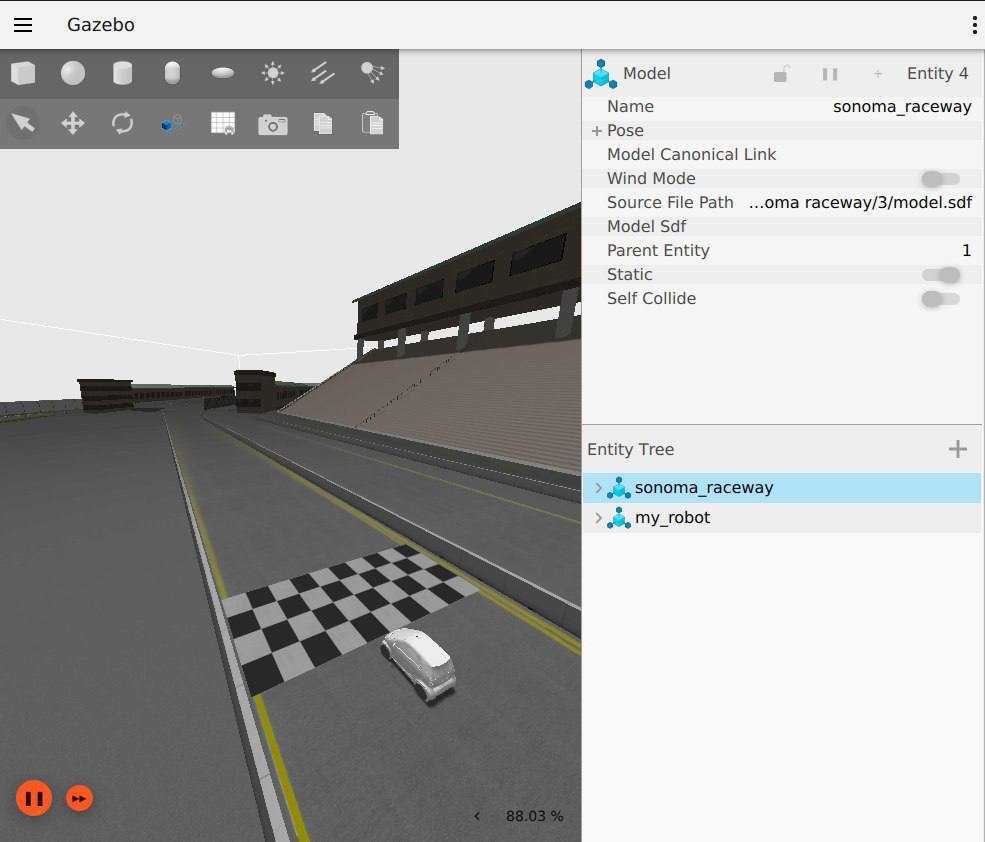 Gazebo
Model Entity 4
Name sonoma_raceway
Pose
Model Canonical Link
Wind Mode
Source File Path ...oma raceway/3/model.sdf
Model Sdf
Parent Entity 1
Static
Self Collide
Entity Tree
sonoma_raceway
my_robot
88.03 %